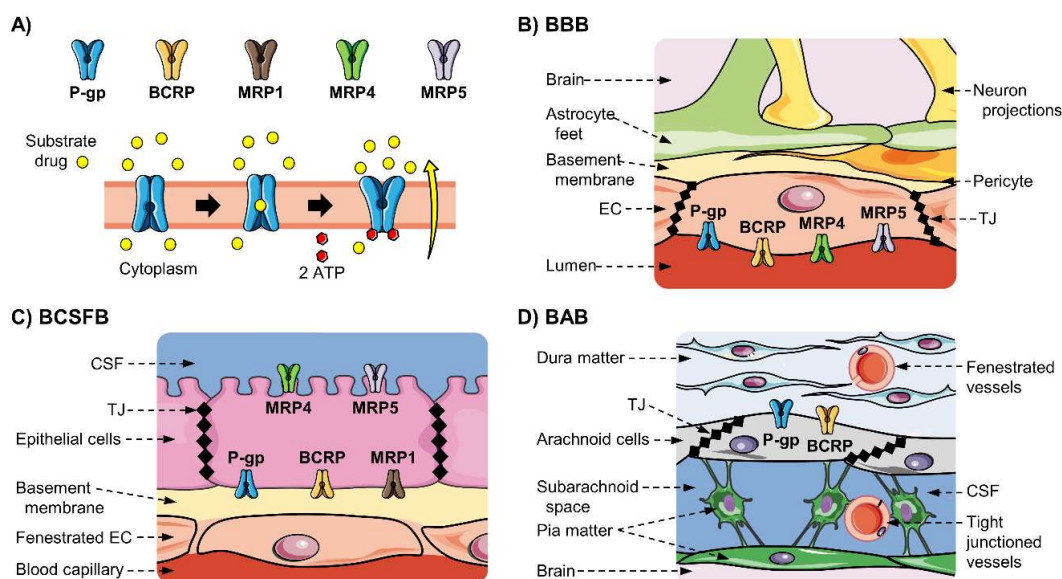 A)
P-gp
BCRP
MRP1
MRP4
MRP5
Substrate
drug
Cytoplasm
2 ATP
B) BBB
Brain
Astrocyte
feet
Basement
membrane
EC
Lumen
P-gp
BCRP
MRP4
MRP5
Neuron
projections
Pericyte
TJ
C) BCSFB
CSF
TJ
Epithelial cells
Basement
membrane
Fenestrated EC
Blood capillary
MRP4
MRP5
P-gp
BCRP
MRP1
D) BAB
Dura matter
TJ
Arachnoid cells
Subarachnoid
space
Pia matter
Brain
P-gp
BCRP
Fenestrated
vessels
CSF
Tight
junctioned
vessels